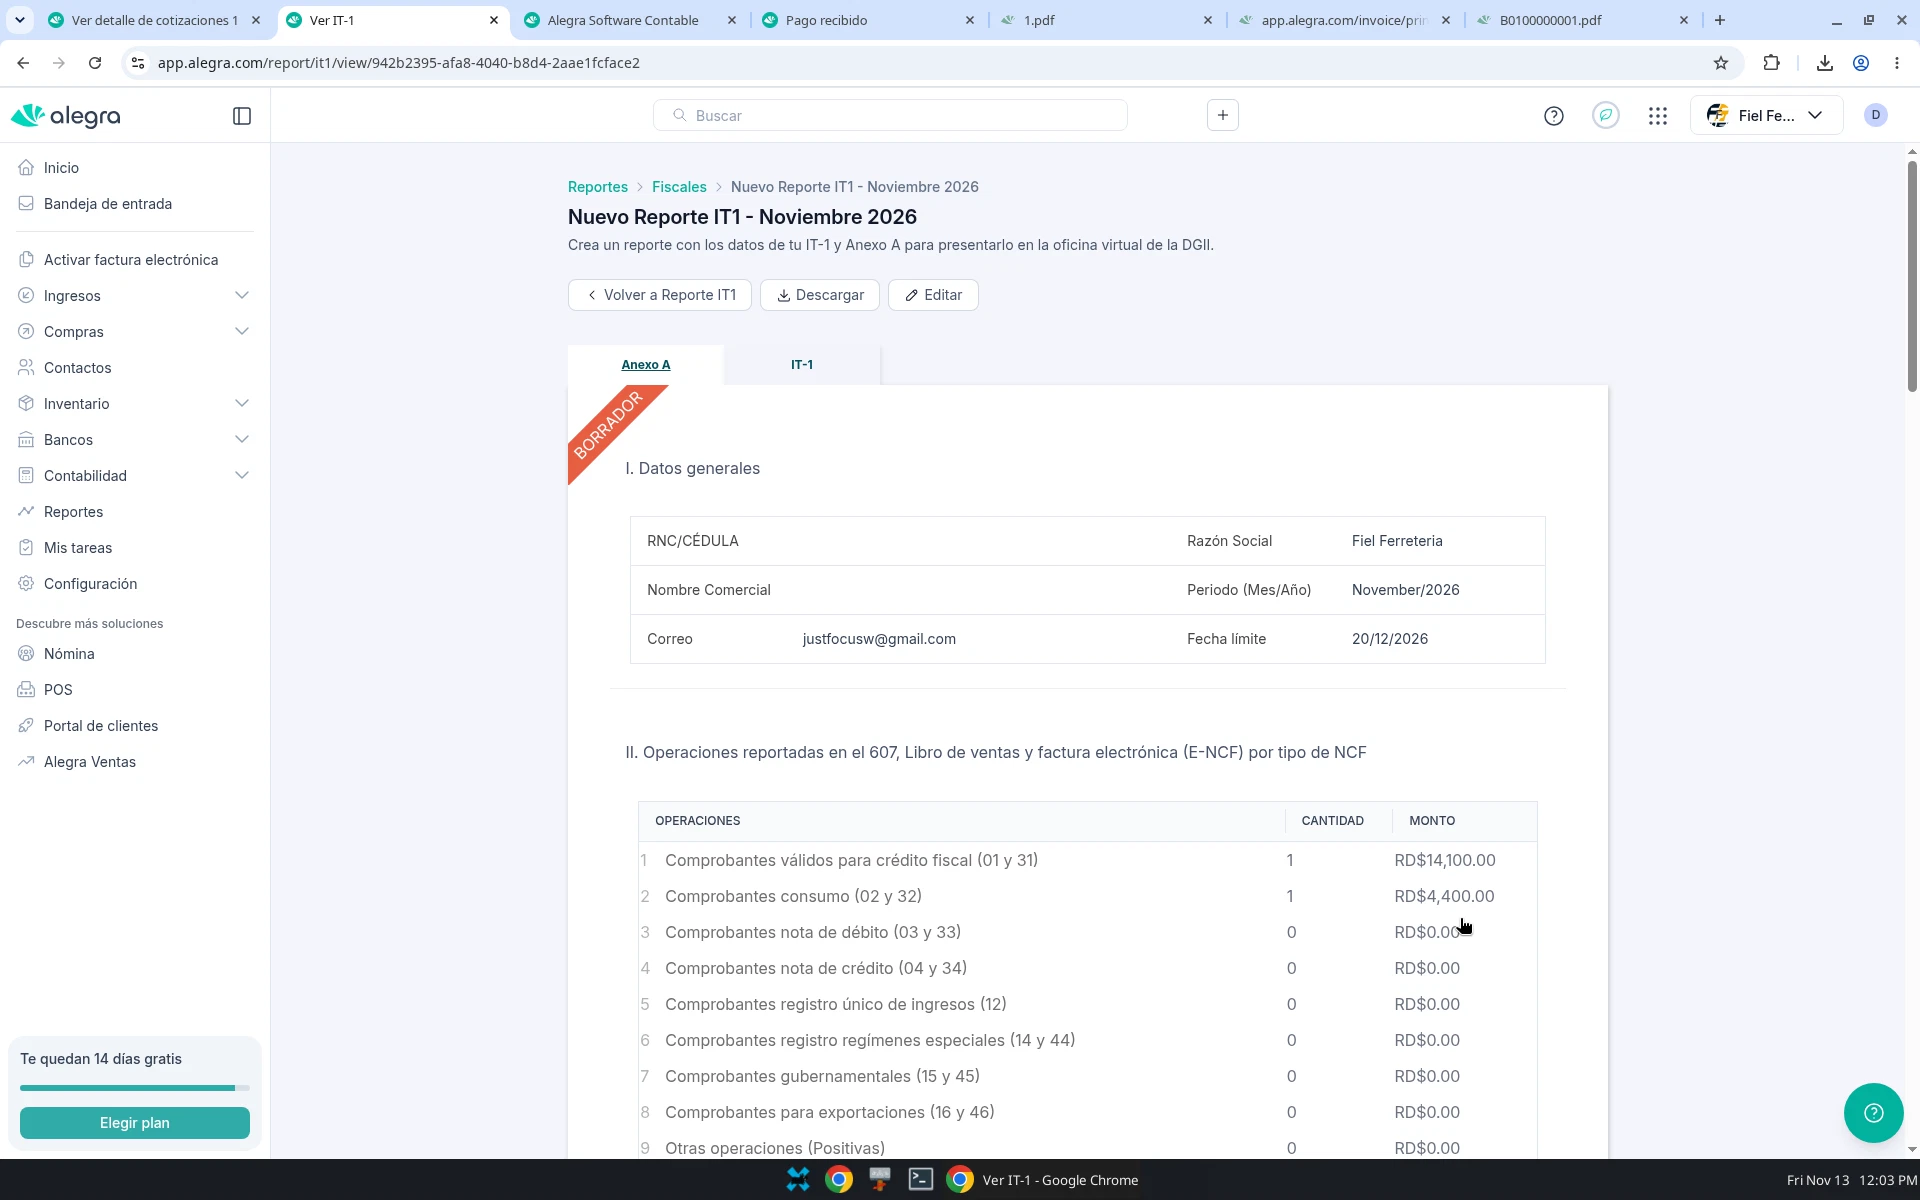 Ver detalle de cotizaciones 1
Ver IT-1
Alegra Software Contable
Pago recibido
1.pdf
app.alegra.com/invoice/prin
B0100000001.pdf
app.alegra.com/report/it1/view/942b2395-afa8-4040-b8d4-2aae1fcface2
alegra
Buscar
Fiel Fe...
D
Inicio
Bandeja de entrada
Activar factura electrónica
Ingresos
Compras
Contactos
Inventario
Bancos
Contabilidad
Reportes
Mis tareas
Configuración
Descubre más soluciones
Nómina
POS
Portal de clientes
Alegra Ventas
Te quedan 14 días gratis
Elegir plan
Reportes > Fiscales > Nuevo Reporte IT1 - Noviembre 2026
Nuevo Reporte IT1 - Noviembre 2026
Crea un reporte con los datos de tu IT-1 y Anexo A para presentarlo en la oficina virtual de la DGII.
Volver a Reporte IT1
Descargar
Editar
Anexo A
IT-1
BORRADOR
I. Datos generales
RNC/CÉDULA Razón Social Fiel Ferreteria
Nombre Comercial Periodo (Mes/Año) November/2026
Correo justfocusw@gmail.com Fecha límite 20/12/2026
II. Operaciones reportadas en el 607, Libro de ventas y factura electrónica (E-NCF) por tipo de NCF
OPERACIONES CANTIDAD MONTO
1 Comprobantes válidos para crédito fiscal (01 y 31) 1 RD$14,100.00
2 Comprobantes consumo (02 y 32) 1 RD$4,400.00
3 Comprobantes nota de débito (03 y 33) 0 RD$0.00
4 Comprobantes nota de crédito (04 y 34) 0 RD$0.00
5 Comprobantes registro único de ingresos (12) 0 RD$0.00
6 Comprobantes registro regímenes especiales (14 y 44) 0 RD$0.00
7 Comprobantes gubernamentales (15 y 45) 0 RD$0.00
8 Comprobantes para exportaciones (16 y 46) 0 RD$0.00
9 Otras operaciones (Positivas) 0 RD$0.00
Ver IT-1 - Google Chrome
Fri Nov 13 12:03 PM